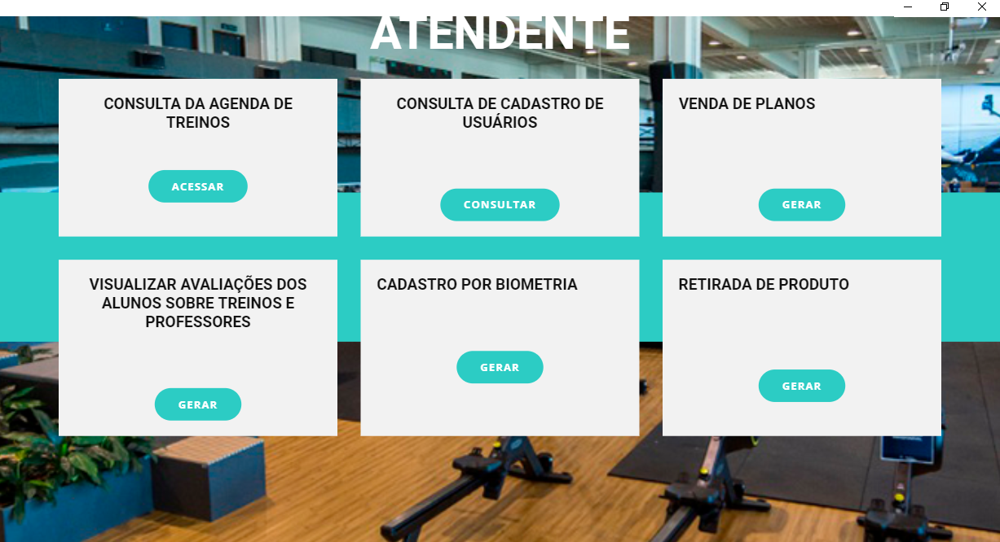 ATENDENTE
CONSULTA DA AGENDA DE
TREINOS
ACESSAR
CONSULTA DE CADASTRO DE
USUÁRIOS
CONSULTAR
VENDA DE PLANOS
GERAR
VISUALIZAR AVALIAÇÕES DOS
ALUNOS SOBRE TREINOS E
PROFESSORES
GERAR
CADASTRO POR BIOMETRIA
GERAR
RETIRADA DE PRODUTO
GERAR